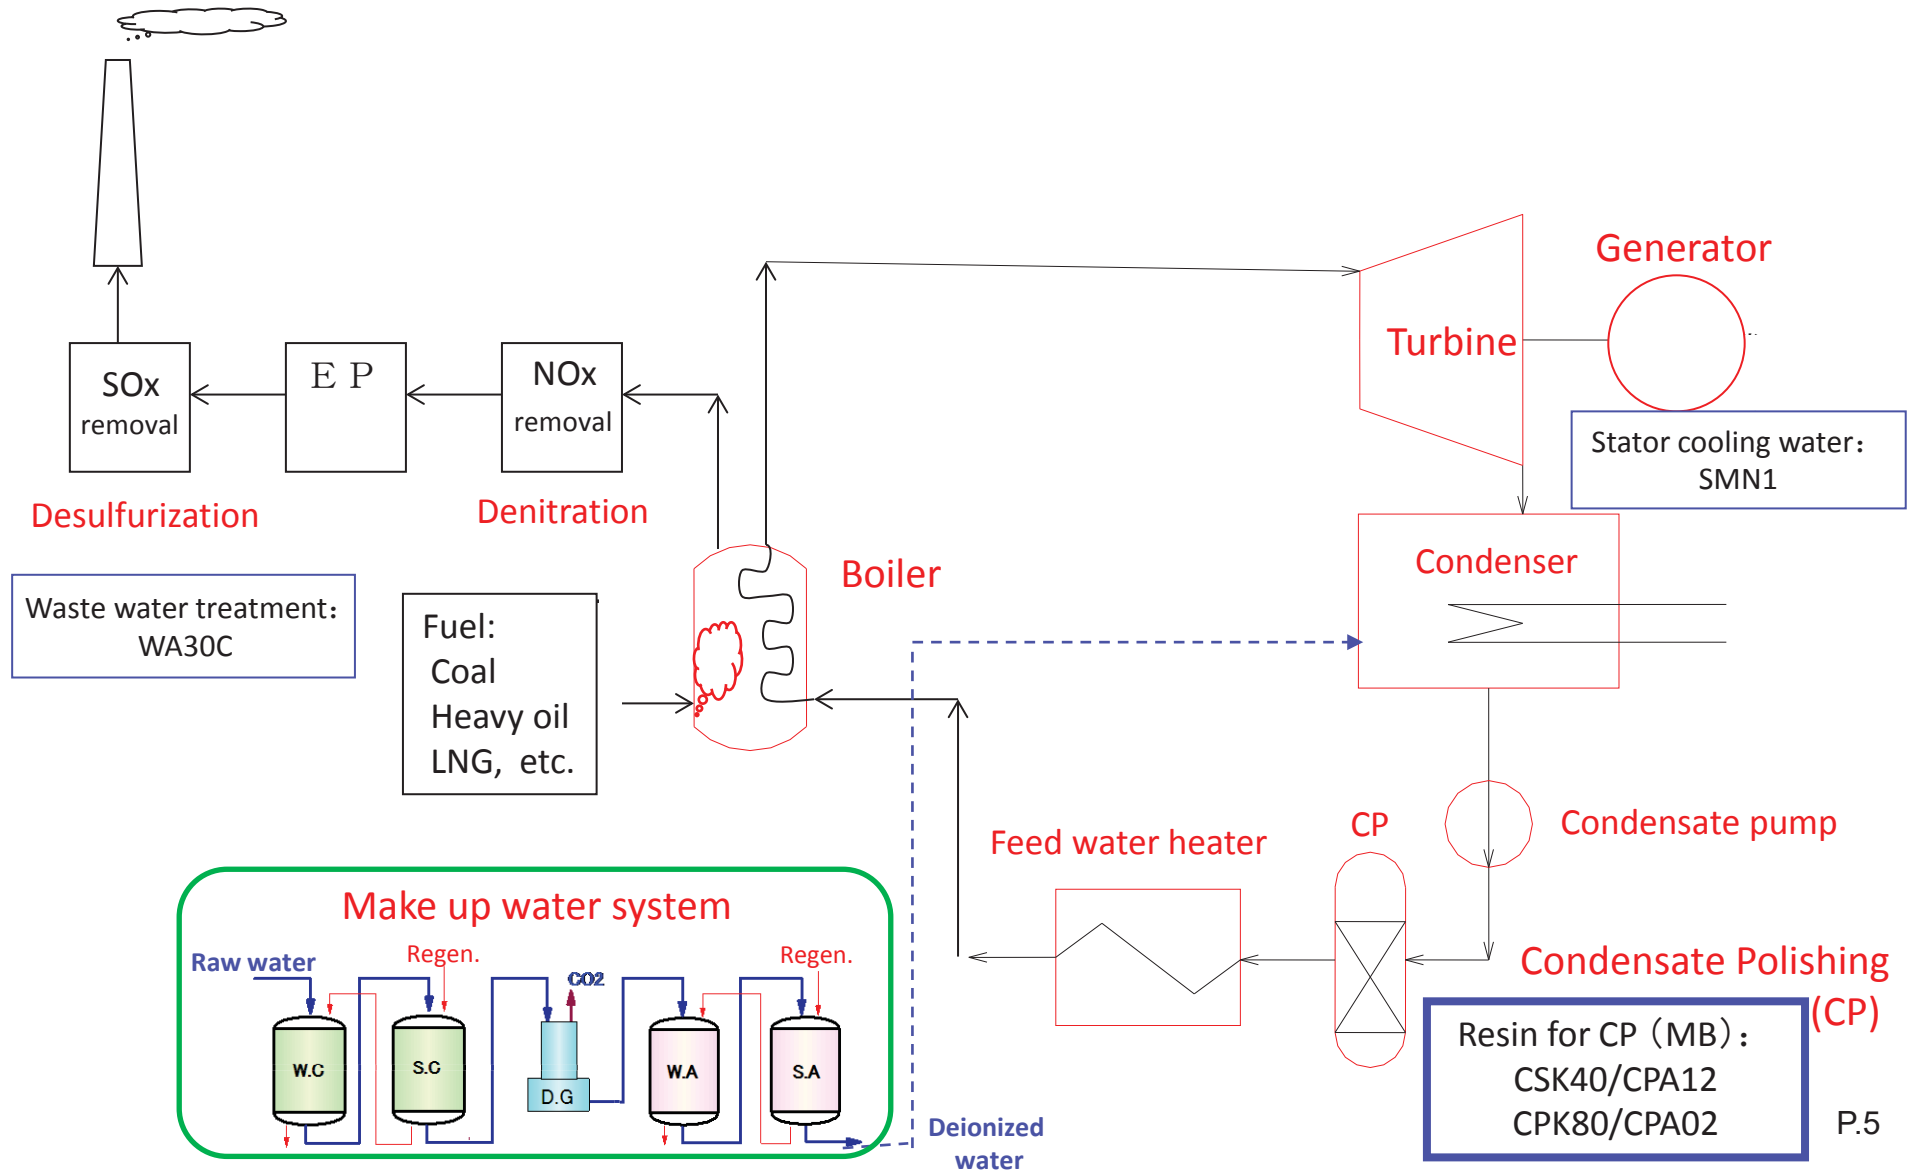 Generator
Turbine
SOx
removal
ＥＰ
NOx
removal
Stator cooling water：
SMN1
Desulfurization
Denitration
Boiler
Condenser
Waste water treatment：
WA30C
Fuel:
Coal
Heavy oil
LNG, etc.
CP
Condensate pump
Feed water heater
Make up water system
Raw water
Regen.
CO2
Regen.
W.C
S.C
D.G
W.A
S.A
Deionized
water
Condensate Polishing
(CP)
Resin for CP（MB）：
CSK40/CPA12
CPK80/CPA02
P.5